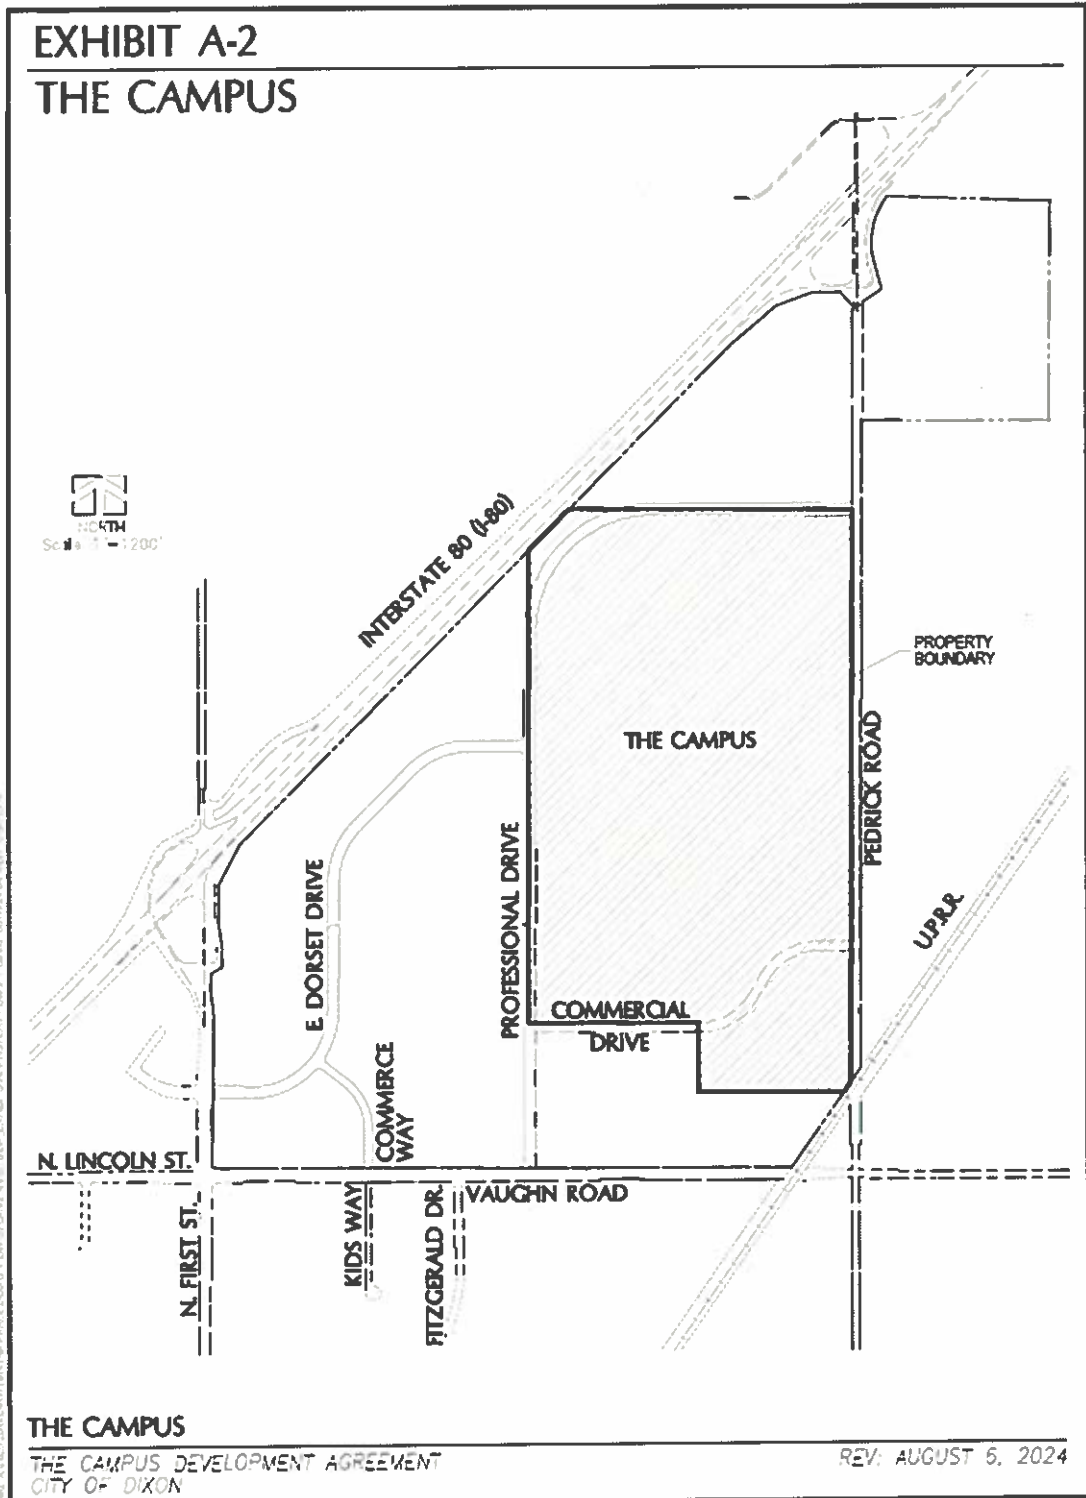 EXHIBIT A-2
THE CAMPUS
NORTH
INTERSTATE 80 (I-80)
PROPERTY
BOUNDARY
THE CAMPUS
PEDRICK ROAD
PROFESSIONAL DRIVE
E. DORSET DRIVE
U.P.R.R.
COMMERCIAL
DRIVE
COMMERCE
WAY
N. LINCOLN ST.
VAUGHN ROAD
N. FIRST ST.
KIDS WAY
FITZGERALD DR.
THE CAMPUS
THE CAMPUS DEVELOPMENT AGREEMENT
CITY OF DIXON
REV: AUGUST 6, 2024